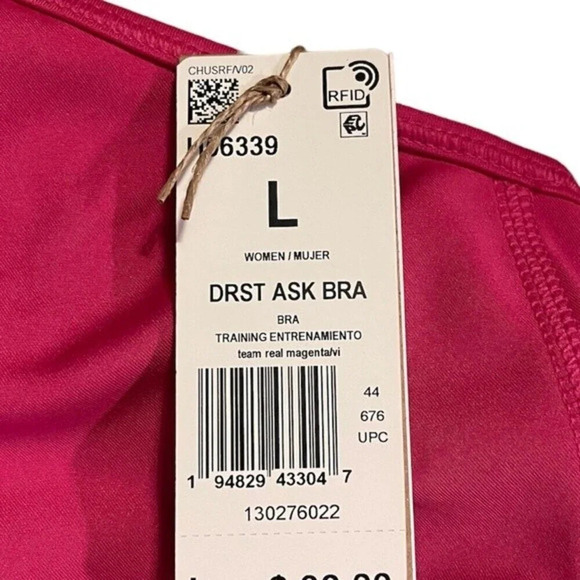 CHUSRF/V02
RFID
L
WOMEN / MUJER
DRST ASK BRA
BRA
TRAINING ENTRENAMIENTO
team real magenta/vi
44
676
UPC
1 94829 43304 7
130276022